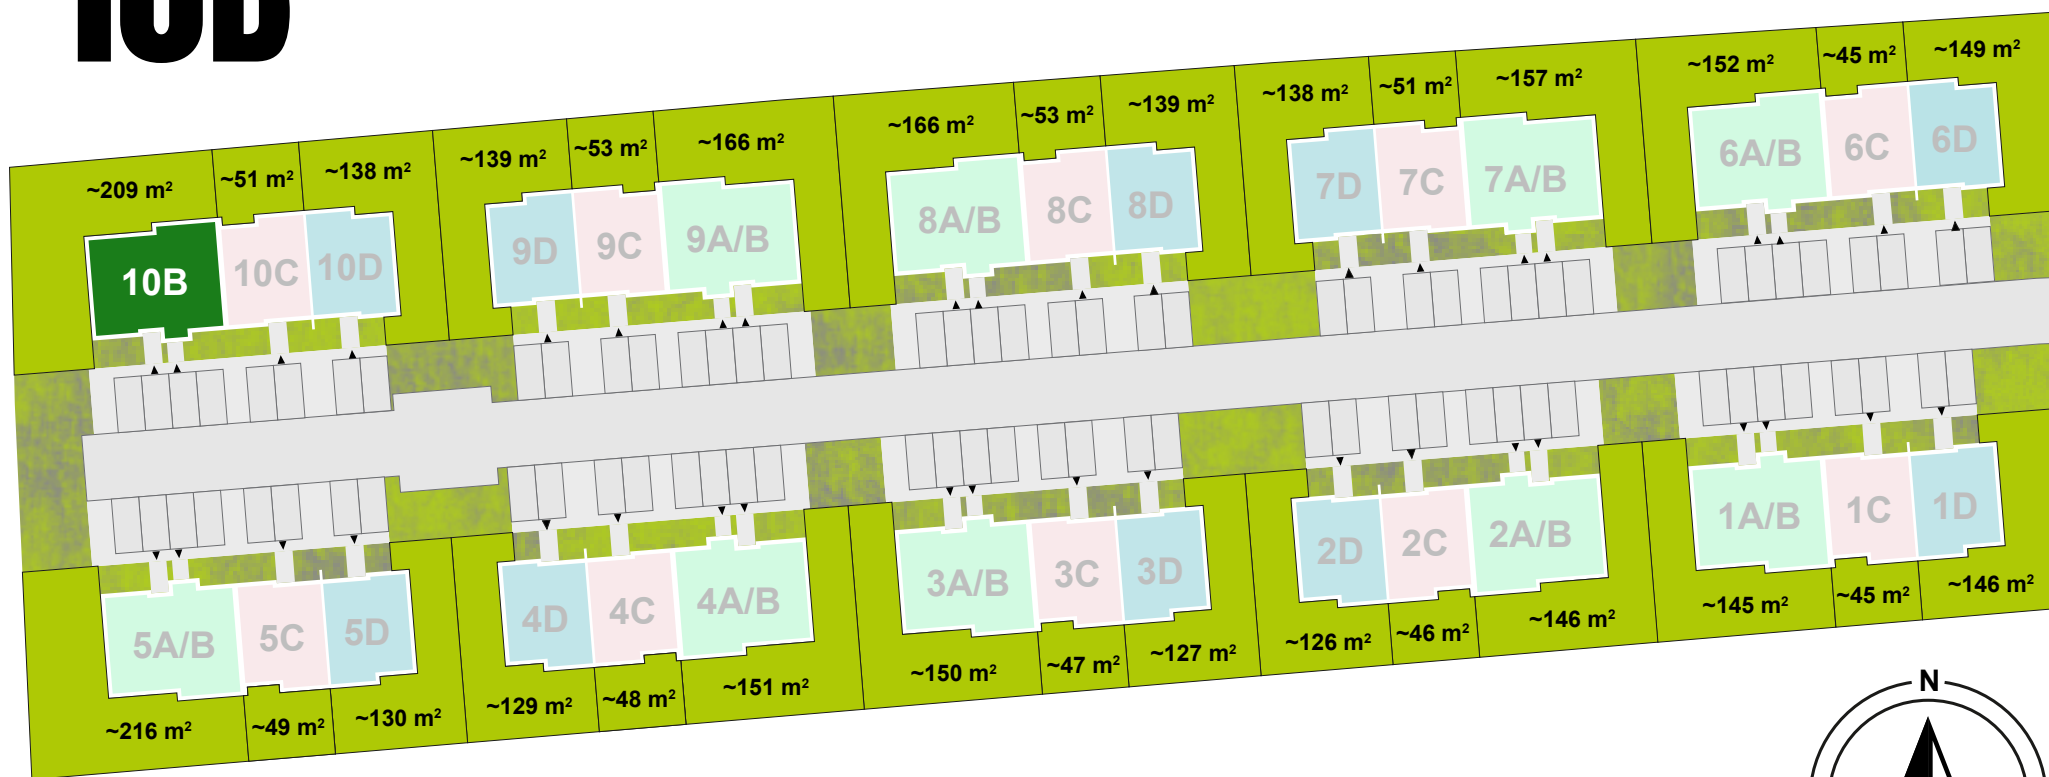 ~209 m²
~51 m²
~138 m²
~139 m²
~53 m²
~166 m²
~166 m²
~53 m²
~139 m²
~138 m²
~51 m²
~157 m²
~152 m²
~45 m²
~149 m²
10B
10C
10D
9D
9C
9A/B
8A/B
8C
8D
7D
7C
7A/B
6A/B
6C
6D
5A/B
5C
5D
4D
4C
4A/B
3A/B
3C
3D
2D
2C
2A/B
1A/B
1C
1D
~216 m²
~49 m²
~130 m²
~129 m²
~48 m²
~151 m²
~150 m²
~47 m²
~127 m²
~126 m²
~46 m²
~146 m²
~145 m²
~45 m²
~146 m²
N